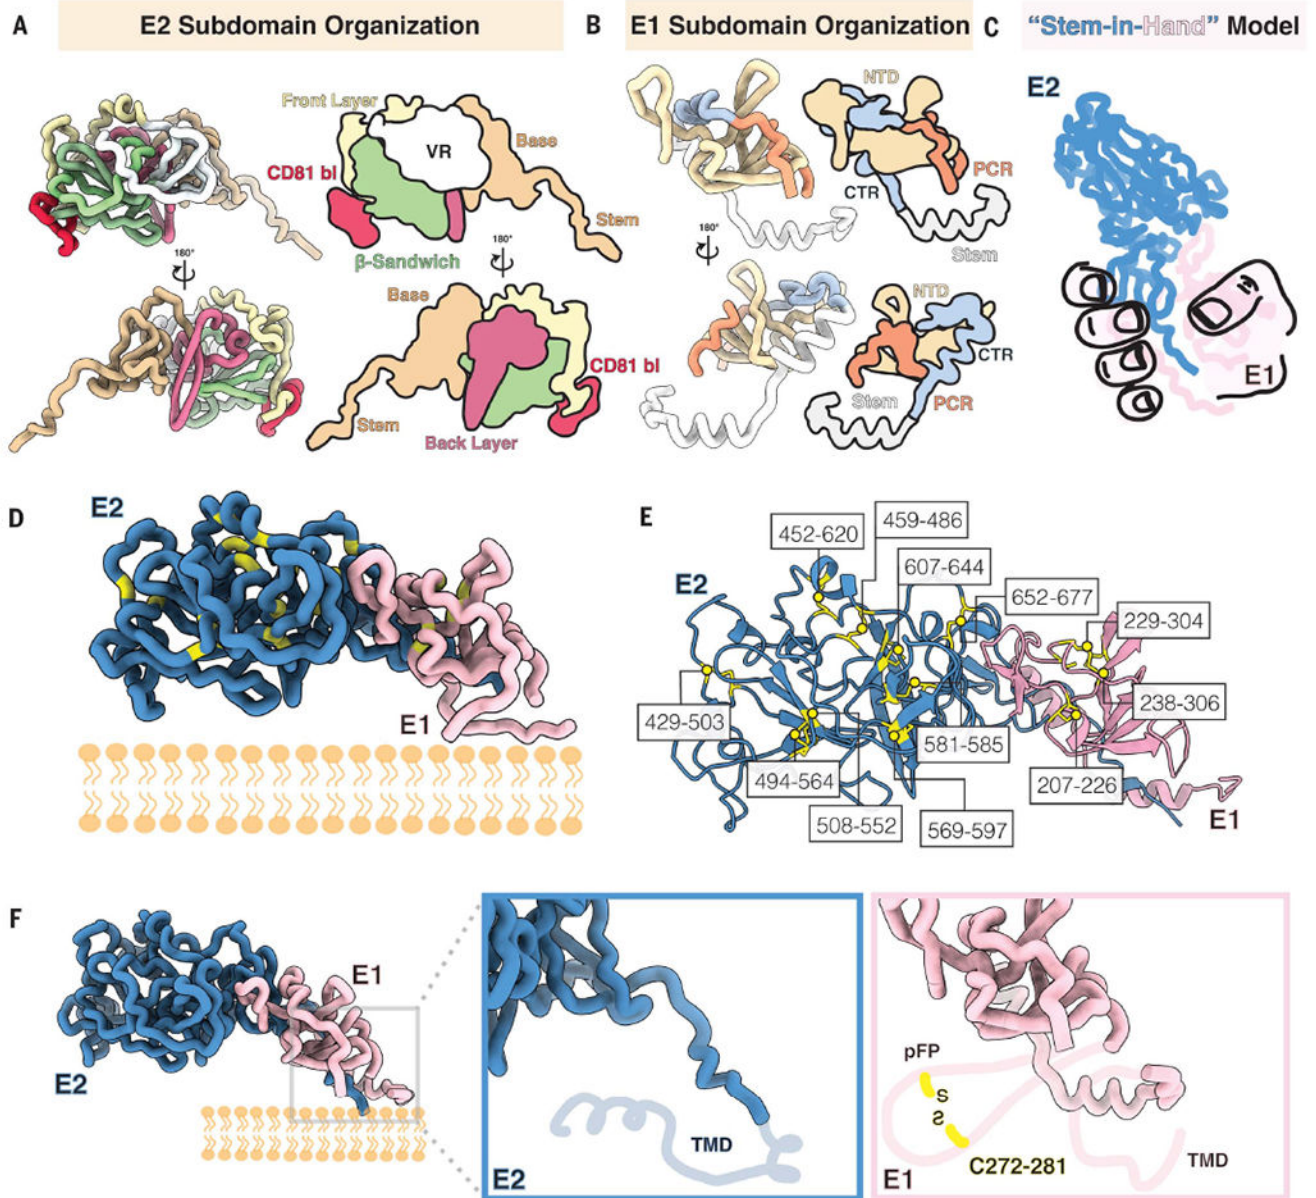 A
E2 Subdomain Organization
B
E1 Subdomain Organization
C
“Stem-in-Hand” Model
Front Layer
VR
Base
CD81 bl
Stem
β-Sandwich
180°
180°
Base
CD81 bl
Stem
Back Layer
NTD
PCR
CTR
Stem
180°
NTD
CTR
Stem
PCR
E2
E1
D
E2
E1
E
452-620
459-486
607-644
652-677
229-304
E2
429-503
238-306
581-585
494-564
207-226
508-552
569-597
E1
F
E1
E2
TMD
E2
pFP
S
S
C272-281
TMD
E1